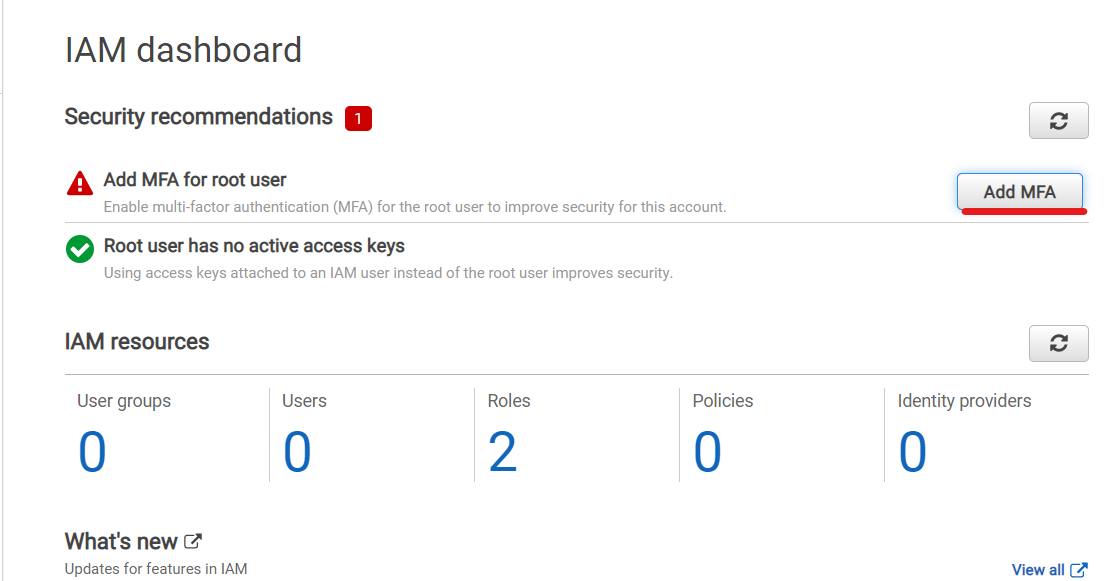 IAM dashboard
Security recommendations 1
Add MFA for root user
Enable multi-factor authentication (MFA) for the root user to improve security for this account.
Add MFA
Root user has no active access keys
Using access keys attached to an IAM user instead of the root user improves security.
IAM resources
User groups
0
Users
0
Roles
2
Policies
0
Identity providers
0
What's new
Updates for features in IAM
View all